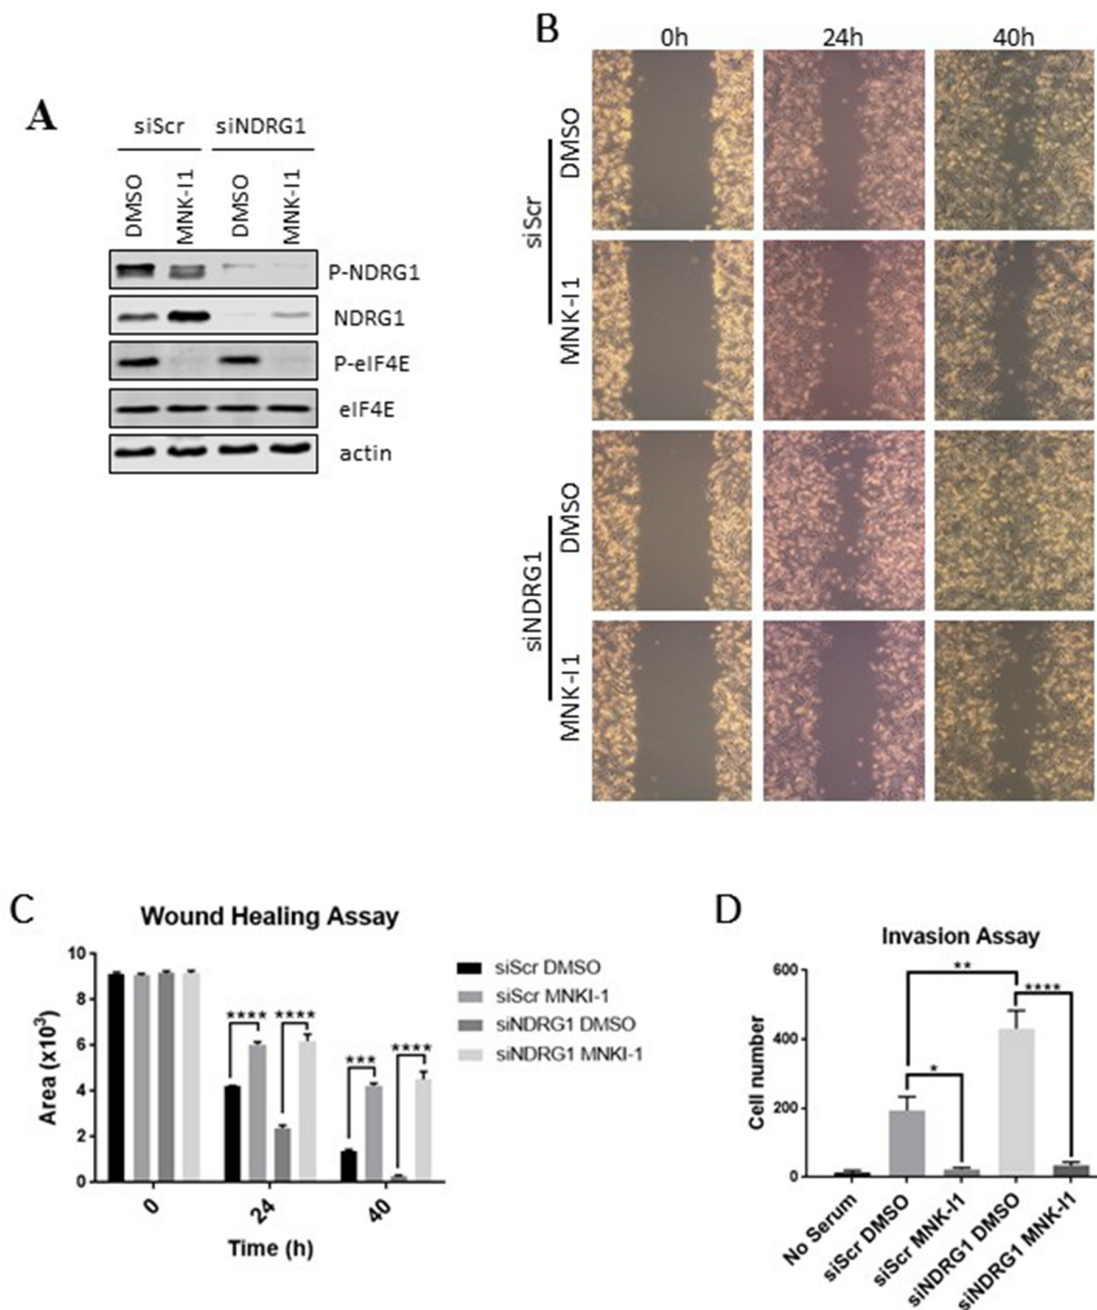 A
siScr siNDRG1
DMSO MNK-I1 DMSO MNK-I1
P-NDRG1
NDRG1
P-eIF4E
eIF4E
actin
B
0h 24h 40h
siScr
DMSO
MNK-I1
siNDRG1
DMSO
MNK-I1
C
Wound Healing Assay
Area (x10³)
10
8
6
4
2
0
**** ****
*** ****
0 24 40
Time (h)
siScr DMSO
siScr MNKI-1
siNDRG1 DMSO
siNDRG1 MNKI-1
D
Invasion Assay
Cell number
600
400
200
0
**
****
*
No Serum
siScr DMSO
siScr MNK-I1
siNDRG1 DMSO
siNDRG1 MNK-I1